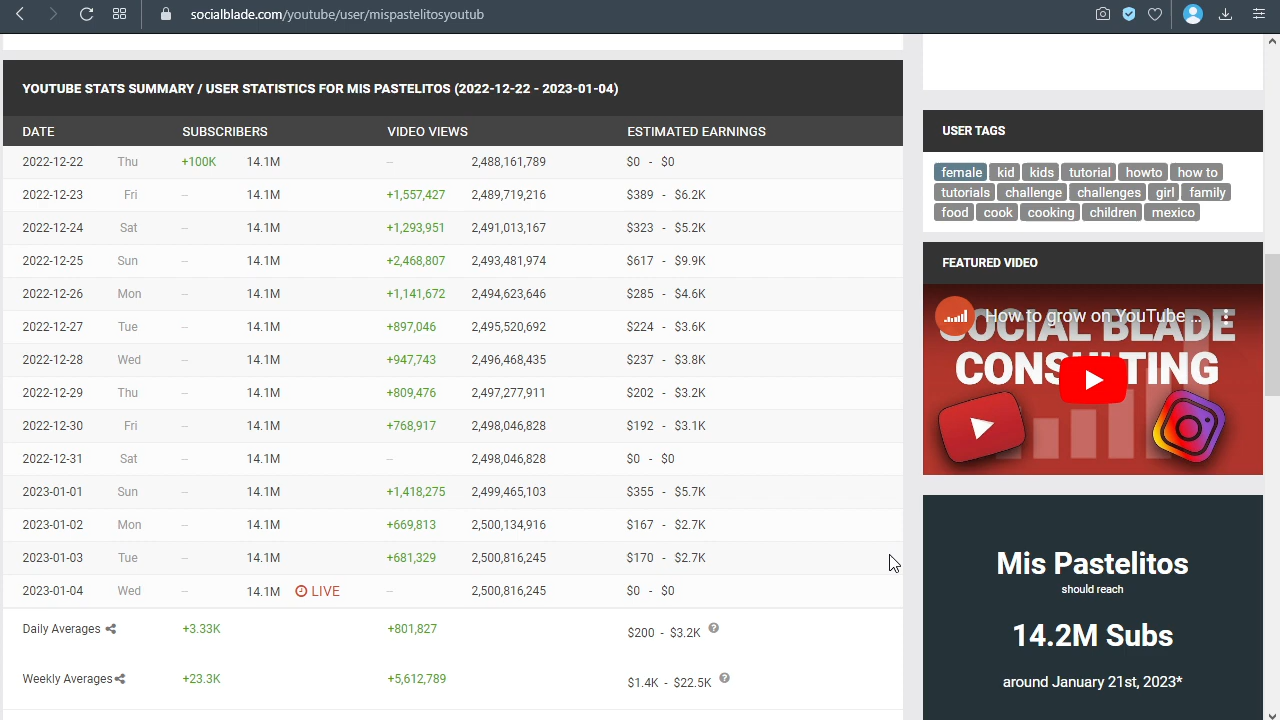 socialblade.com/youtube/user/mispastelitosyoutub
YOUTUBE STATS SUMMARY / USER STATISTICS FOR MIS PASTELITOS (2022-12-22 - 2023-01-04)
DATE SUBSCRIBERS VIDEO VIEWS ESTIMATED EARNINGS
2022-12-22 Thu +100K 14.1M – 2,488,161,789 $0 - $0
2022-12-23 Fri – 14.1M +1,557,427 2,489,719,216 $389 - $6.2K
2022-12-24 Sat – 14.1M +1,293,951 2,491,013,167 $323 - $5.2K
2022-12-25 Sun – 14.1M +2,468,807 2,493,481,974 $617 - $9.9K
2022-12-26 Mon – 14.1M +1,141,672 2,494,623,646 $285 - $4.6K
2022-12-27 Tue – 14.1M +897,046 2,495,520,692 $224 - $3.6K
2022-12-28 Wed – 14.1M +947,743 2,496,468,435 $237 - $3.8K
2022-12-29 Thu – 14.1M +809,476 2,497,277,911 $202 - $3.2K
2022-12-30 Fri – 14.1M +768,917 2,498,046,828 $192 - $3.1K
2022-12-31 Sat – 14.1M – 2,498,046,828 $0 - $0
2023-01-01 Sun – 14.1M +1,418,275 2,499,465,103 $355 - $5.7K
2023-01-02 Mon – 14.1M +669,813 2,500,134,916 $167 - $2.7K
2023-01-03 Tue – 14.1M +681,329 2,500,816,245 $170 - $2.7K
2023-01-04 Wed – 14.1M LIVE – 2,500,816,245 $0 - $0
Daily Averages +3.33K +801,827 $200 - $3.2K ?
Weekly Averages +23.3K +5,612,789 $1.4K - $22.5K ?
USER TAGS
female kid kids tutorial howto how to
tutorials challenge challenges girl family
food cook cooking children mexico
FEATURED VIDEO
How to grow on YouTube ...
SOCIAL BLADE
CONSULTING
Mis Pastelitos
should reach
14.2M Subs
around January 21st, 2023*